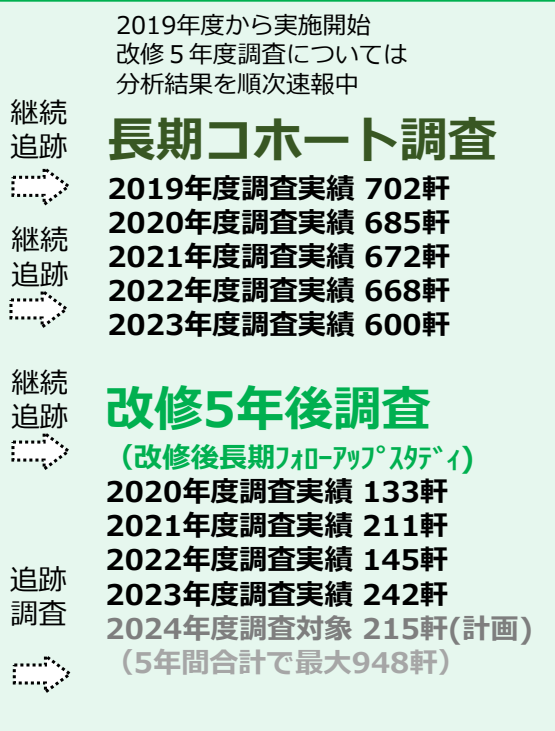 2019年度から実施開始
改修５年度調査については
分析結果を順次速報中
継続
追跡
長期コホート調査
2019年度調査実績 702軒
2020年度調査実績 685軒
継続
追跡
2021年度調査実績 672軒
2022年度調査実績 668軒
2023年度調査実績 600軒
継続
追跡
改修5年後調査
（改修後長期ﾌｫﾛｰｱｯﾌﾟｽﾀﾃﾞｨ)
2020年度調査実績 133軒
2021年度調査実績 211軒
2022年度調査実績 145軒
追跡
調査
2023年度調査実績 242軒
2024年度調査対象 215軒(計画)
（5年間合計で最大948軒）